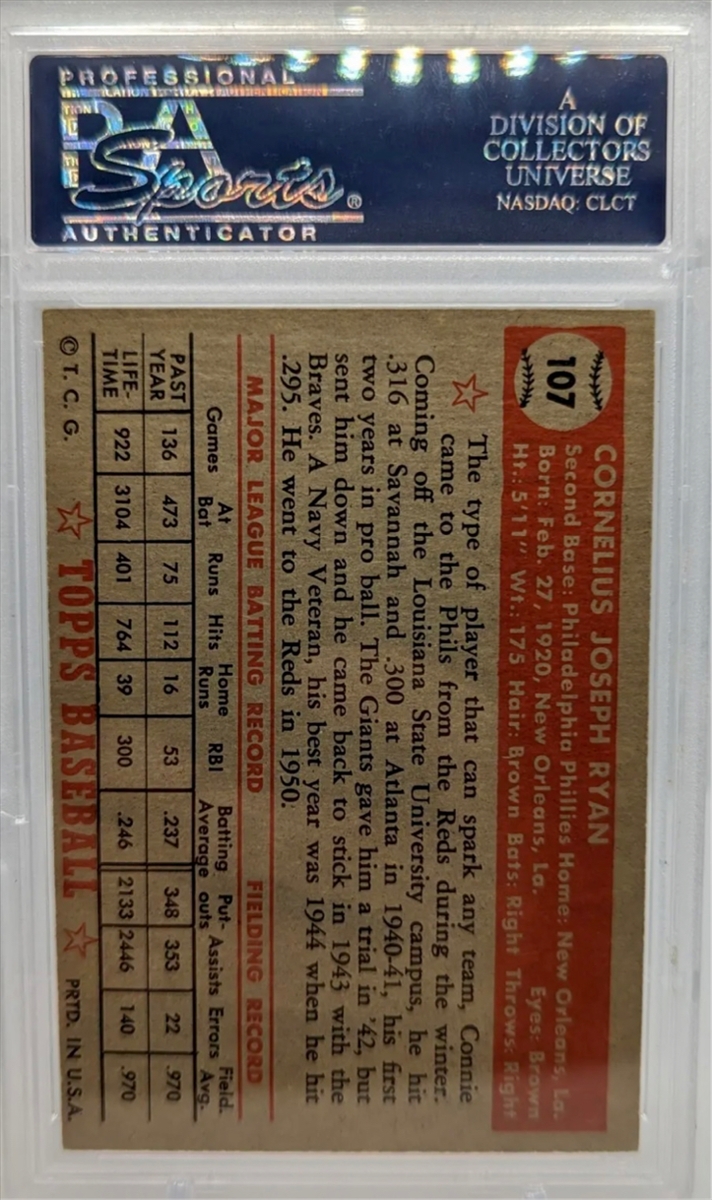 PROFESSIONAL
PSA
Sports®
AUTHENTICATOR
A
DIVISION OF
COLLECTORS
UNIVERSE
NASDAQ: CLCT
107
CORNELIUS JOSEPH RYAN
Second Base: Philadelphia Phillies Home: New Orleans, La.
Born: Feb. 27, 1920, New Orleans, La. Eyes: Brown
Ht.: 5'11" Wt.: 175 Hair: Brown Bats: Right Throws: Right
The type of player that can spark any team, Connie
came to the Phils from the Reds during the winter.
Coming off the Louisiana State University campus, he hit
.316 at Savannah and .300 at Atlanta in 1940-41, his first
two years in pro ball. The Giants gave him a trial in '42, but
sent him down and he came back to stick in 1943 with the
Braves. A Navy Veteran, his best year was 1944 when he hit
.295. He went to the Reds in 1950.
MAJOR LEAGUE BATTING RECORD FIELDING RECORD
Games At Bat Runs Hits Home Runs RBI Batting Average Put-outs Assists Errors Field. Avg.
PAST YEAR 136 473 75 112 16 53 .237 348 353 22 .970
LIFE-TIME 922 3104 401 764 39 300 .246 2133 2446 140 .970
© T. C. G. TOPPS BASEBALL PRTD. IN U.S.A.